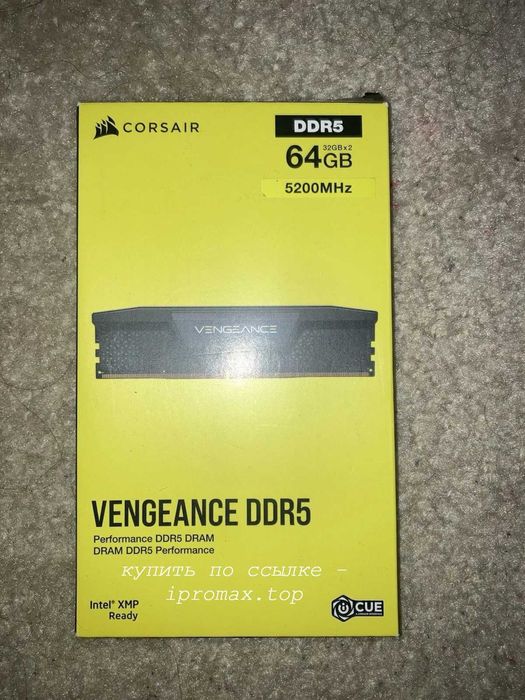 CORSAIR
DDR5
64GB
32GBx2
5200MHz
VENGEANCE
VENGEANCE DDR5
Performance DDR5 DRAM
DRAM DDR5 Performance
купить по ссылке -
ipromax.top
Intel® XMP
Ready
iCUE